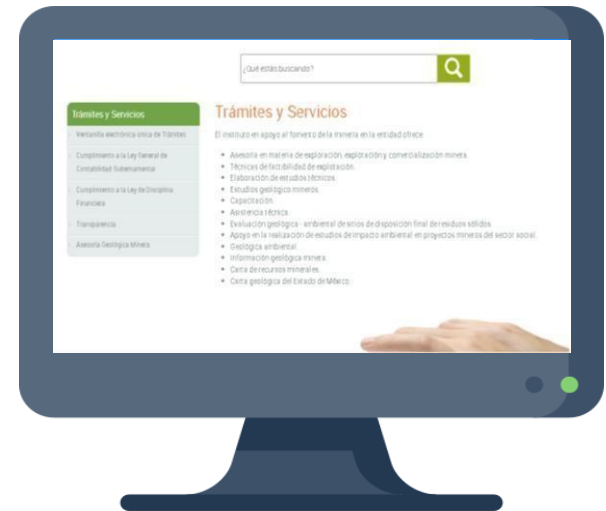 ¿Qué estás buscando?
Trámites y Servicios
Ventanilla electrónica única de Trámites
Cumplimiento a la Ley General de
Contabilidad Gubernamental
Cumplimiento a la Ley de Disciplina
Financiera
Transparencia
Asesoría Geológica Minera
Trámites y Servicios
El instituto en apoyo al fomento de la minería en la entidad ofrece:
Asesoría en materia de exploración, explotación y comercialización minera.
Técnicas de factibilidad de explotación.
Elaboración de estudios técnicos.
Estudios geológico mineros.
Capacitación.
Asistencia técnica.
Evaluación geológica - ambiental de sitios de disposición final de residuos sólidos.
Apoyo en la realización de estudios de impacto ambiental en proyectos mineros del sector social.
Geológica ambiental.
Información geológica minera.
Carta de recursos minerales.
Carta geológica del Estado de México.